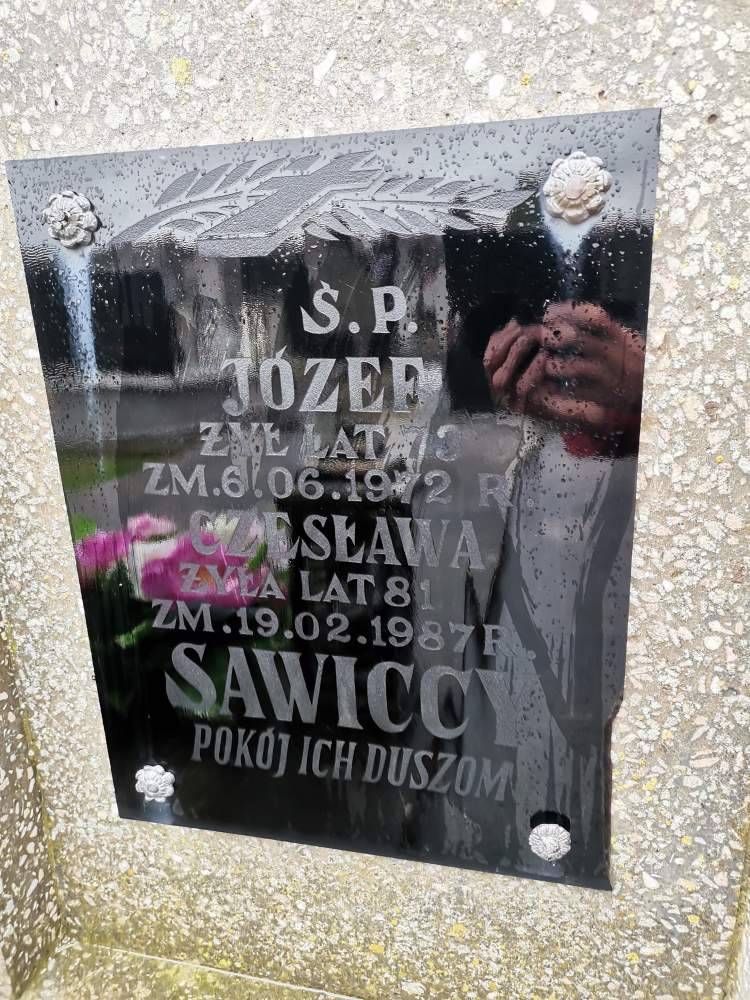 Ś.P.
JÓZEF
ŻYŁ LAT 73
ZM.6.06.1972 R.
CZESŁAWA
ŻYŁA LAT 81
ZM.19.02.1987 R.
SAWICCY
POKÓJ ICH DUSZOM